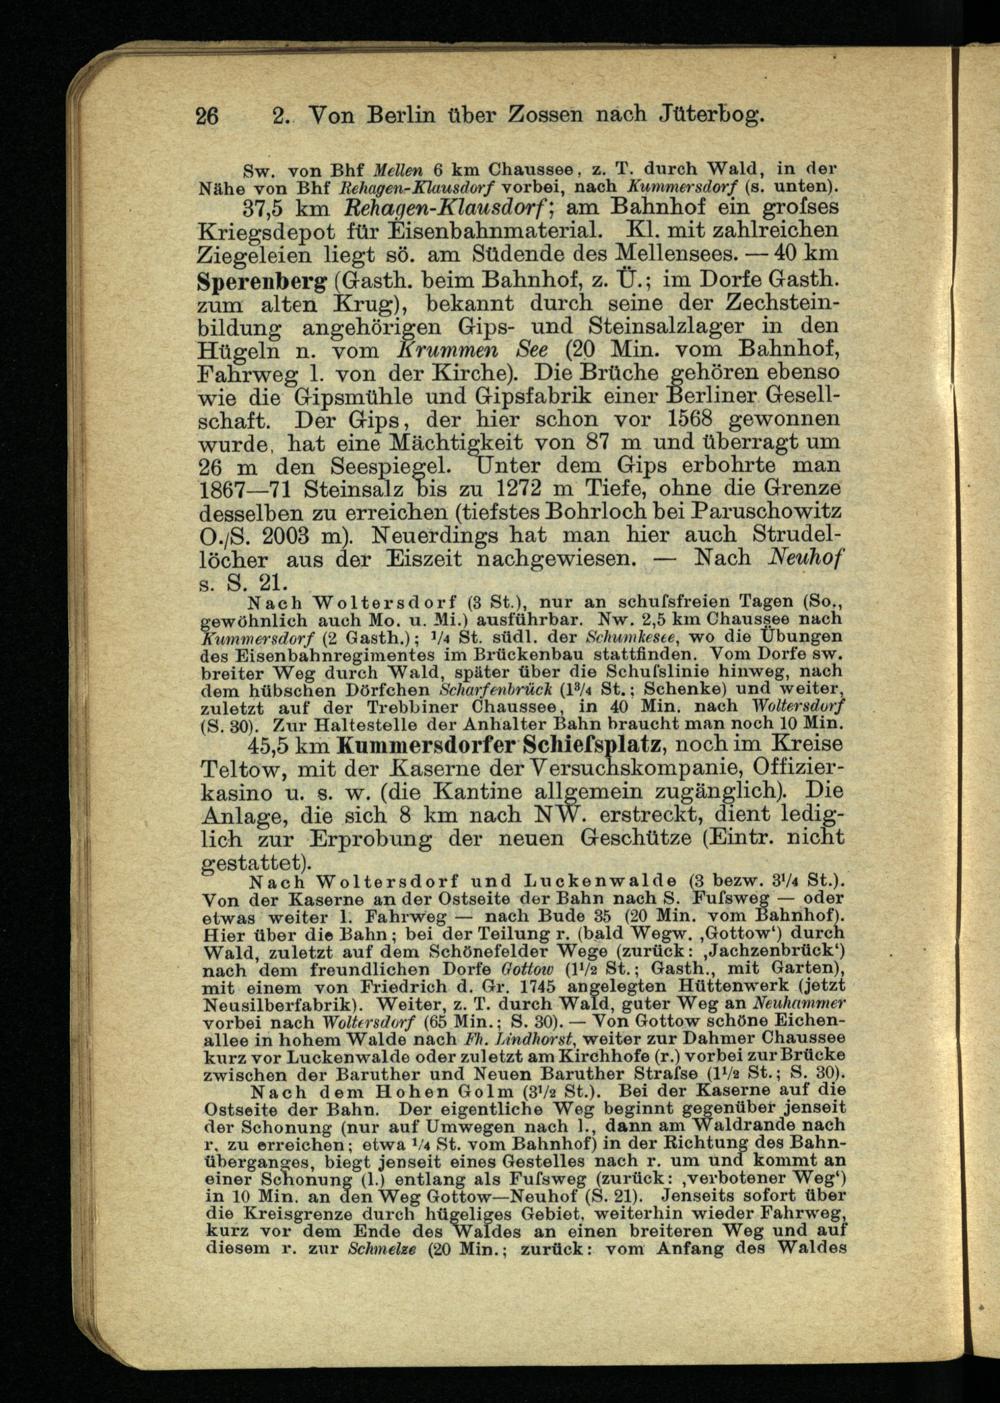 26 2. Von Berlin über Zossen nach Jüterbog.
Sw. von Bhf Mellen 6 km Chaussee, z. T. durch Wald, in der
Nähe von Bhf Rehagen-Klausdorf vorbei, nach Kummersdorf (s. unten).
37,5 km Rehagen-Klausdorf; am Bahnhof ein groſses
Kriegsdepot für Eisenbahnmaterial. Kl. mit zahlreichen
Ziegeleien liegt sö. am Südende des Mellensees. — 40 km
Sperenberg (Gasth. beim Bahnhof, z. Ü.; im Dorfe Gasth.
zum alten Krug), bekannt durch seine der Zechstein-
bildung angehörigen Gips- und Steinsalzlager in den
Hügeln n. vom Krummen See (20 Min. vom Bahnhof,
Fahrweg l. von der Kirche). Die Brüche gehören ebenso
wie die Gipsmühle und Gipsfabrik einer Berliner Gesell-
schaft. Der Gips, der hier schon vor 1568 gewonnen
wurde, hat eine Mächtigkeit von 87 m und überragt um
26 m den Seespiegel. Unter dem Gips erbohrte man
1867—71 Steinsalz bis zu 1272 m Tiefe, ohne die Grenze
desselben zu erreichen (tiefstes Bohrloch bei Paruschowitz
O./S. 2003 m). Neuerdings hat man hier auch Strudel-
löcher aus der Eiszeit nachgewiesen. — Nach Neuhof
s. S. 21.
Nach Woltersdorf (3 St.), nur an schuſsfreien Tagen (So.,
gewöhnlich auch Mo. u. Mi.) ausführbar. Nw. 2,5 km Chaussee nach
Kummersdorf (2 Gasth.); 1/4 St. südl. der Schumkesee, wo die Übungen
des Eisenbahnregimentes im Brückenbau stattfinden. Vom Dorfe sw.
breiter Weg durch Wald, später über die Schuſslinie hinweg, nach
dem hübschen Dörfchen Scharfenbrück (1 3/4 St.; Schenke) und weiter,
zuletzt auf der Trebbiner Chaussee, in 40 Min. nach Woltersdorf
(S. 30). Zur Haltestelle der Anhalter Bahn braucht man noch 10 Min.
45,5 km Kummersdorfer Schieſsplatz, noch im Kreise
Teltow, mit der Kaserne der Versuchskompanie, Offizier-
kasino u. s. w. (die Kantine allgemein zugänglich). Die
Anlage, die sich 8 km nach NW. erstreckt, dient ledig-
lich zur Erprobung der neuen Geschütze (Eintr. nicht
gestattet).
Nach Woltersdorf und Luckenwalde (3 bezw. 3 1/4 St.).
Von der Kaserne an der Ostseite der Bahn nach S. Fuſsweg — oder
etwas weiter l. Fahrweg — nach Bude 35 (20 Min. vom Bahnhof).
Hier über die Bahn; bei der Teilung r. (bald Wegw. ‚Gottow‘) durch
Wald, zuletzt auf dem Schönefelder Wege (zurück: ‚Jachzenbrück‘)
nach dem freundlichen Dorfe Gottow (1 1/2 St.; Gasth., mit Garten),
mit einem von Friedrich d. Gr. 1745 angelegten Hüttenwerk (jetzt
Neusilberfabrik). Weiter, z. T. durch Wald, guter Weg an Neuhammer
vorbei nach Woltersdorf (65 Min.; S. 30). — Von Gottow schöne Eichen-
allee in hohem Walde nach Fh. Lindhorst, weiter zur Dahmer Chaussee
kurz vor Luckenwalde oder zuletzt am Kirchhofe (r.) vorbei zur Brücke
zwischen der Baruther und Neuen Baruther Straſse (1 1/2 St.; S. 30).
Nach dem Hohen Golm (3 1/2 St.). Bei der Kaserne auf die
Ostseite der Bahn. Der eigentliche Weg beginnt gegenüber jenseit
der Schonung (nur auf Umwegen nach l., dann am Waldrande nach
r. zu erreichen; etwa 1/4 St. vom Bahnhof) in der Richtung des Bahn-
überganges, biegt jenseit eines Gestelles nach r. um und kommt an
einer Schonung (l.) entlang als Fuſsweg (zurück: ‚verbotener Weg‘)
in 10 Min. an den Weg Gottow—Neuhof (S. 21). Jenseits sofort über
die Kreisgrenze durch hügeliges Gebiet, weiterhin wieder Fahrweg,
kurz vor dem Ende des Waldes an einen breiteren Weg und auf
diesem r. zur Schmelze (20 Min.; zurück: vom Anfang des Waldes